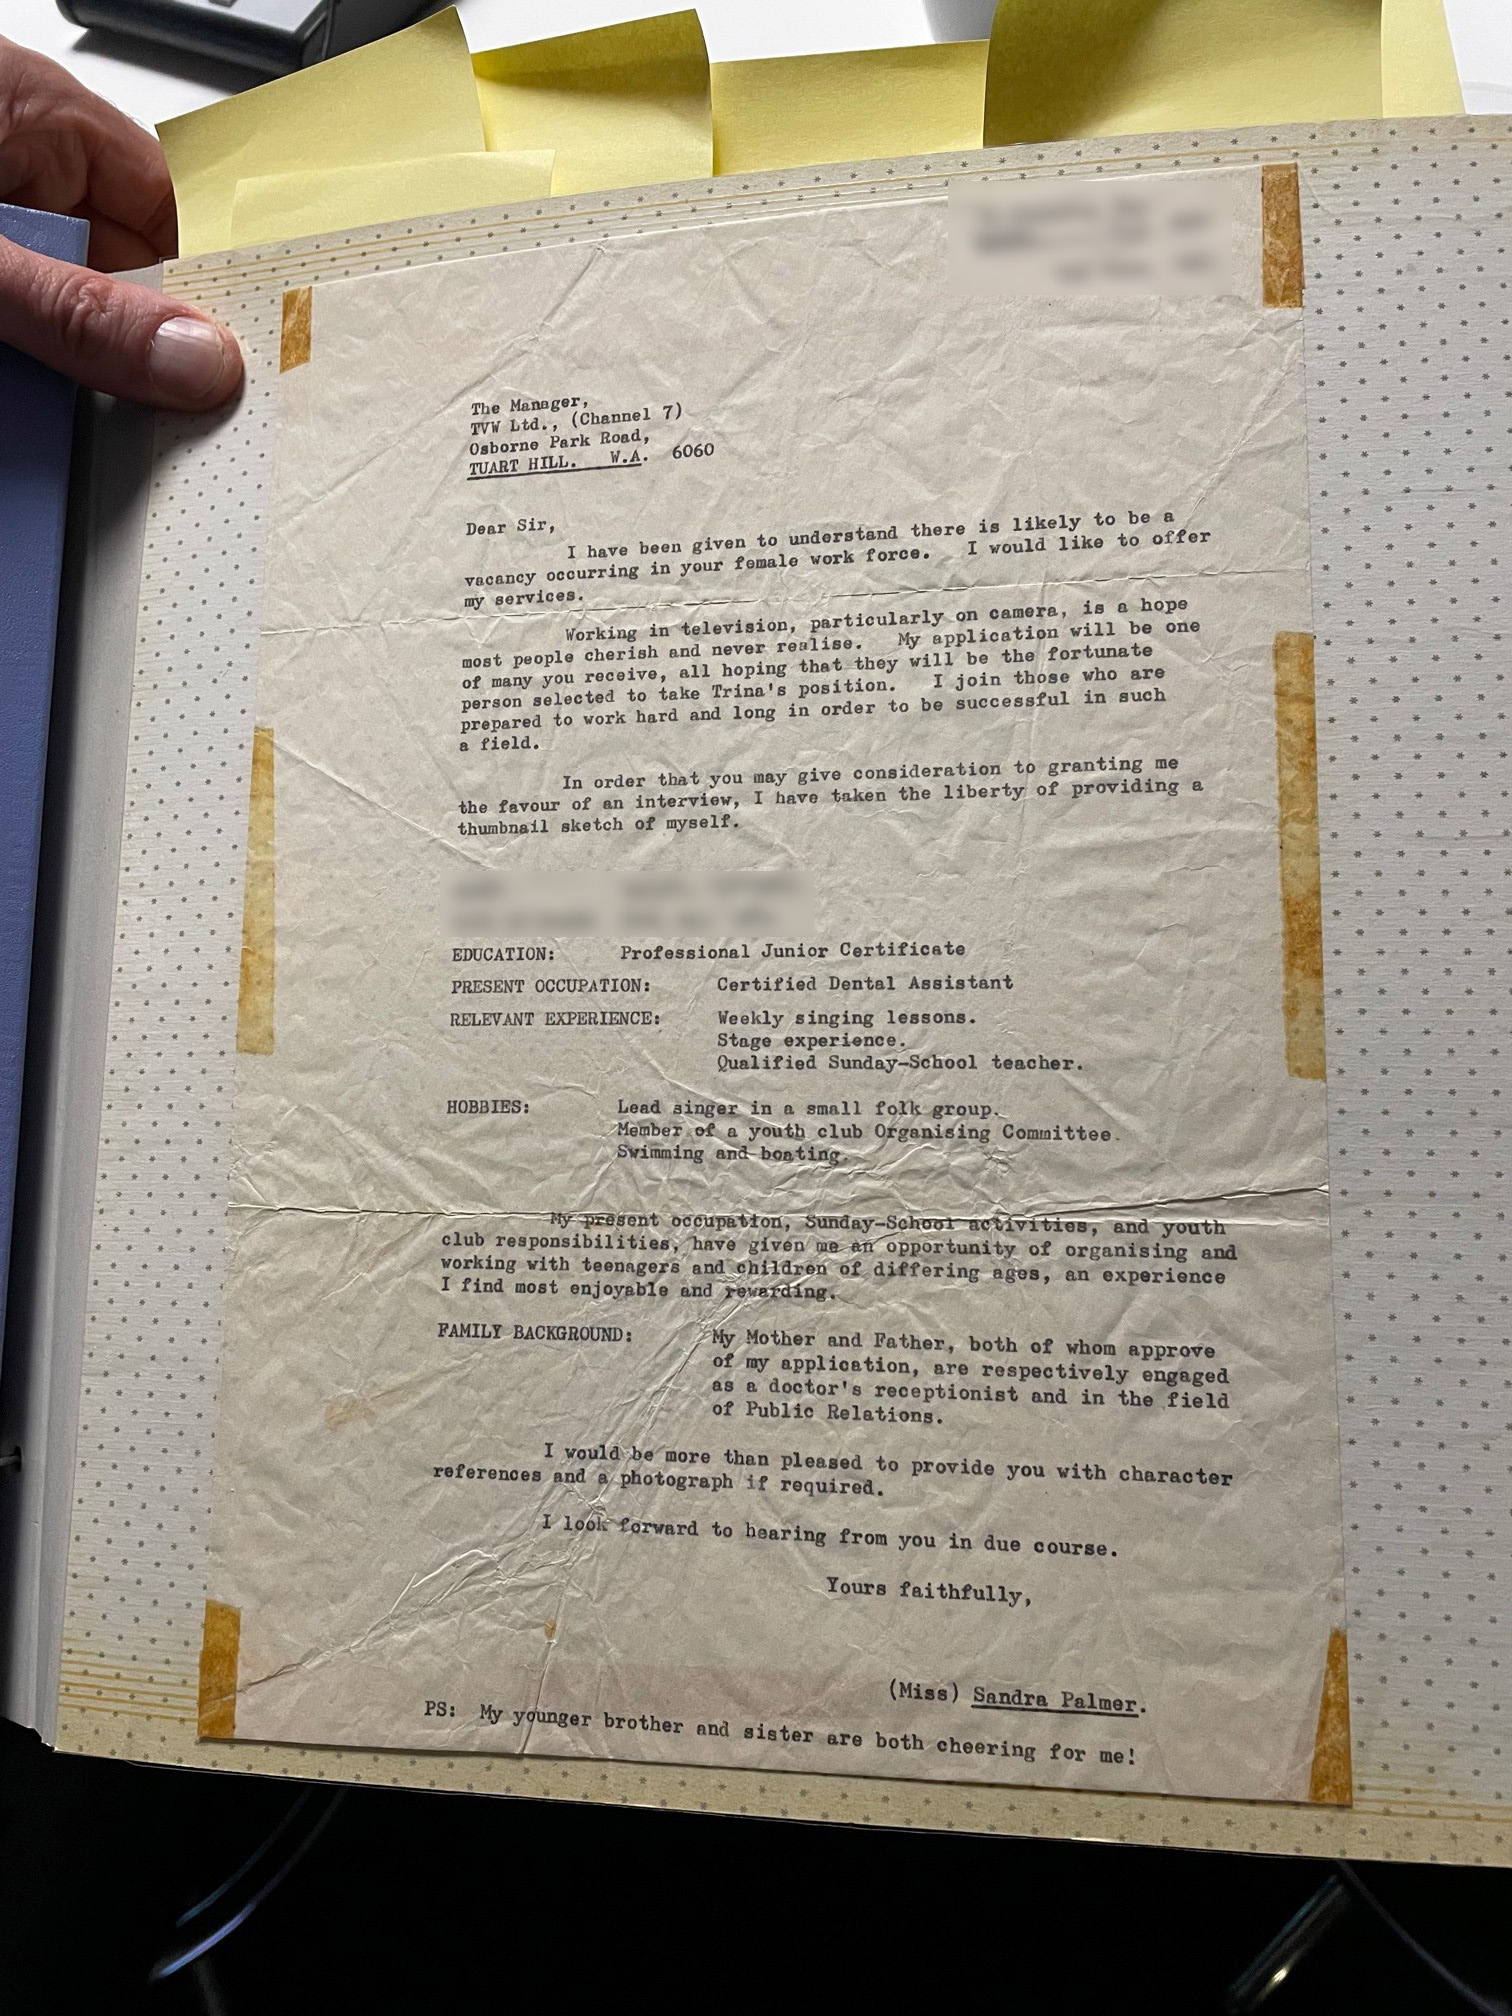 The Manager,
TVW Ltd., (Channel 7)
Osborne Park Road,
TUART HILL. W.A. 6060
Dear Sir,
I have been given to understand there is likely to be a
vacancy occurring in your female work force. I would like to offer
my services.
Working in television, particularly on camera, is a hope
most people cherish and never realise. My application will be one
of many you receive, all hoping that they will be the fortunate
person selected to take Trina's position. I join those who are
prepared to work hard and long in order to be successful in such
a field.
In order that you may give consideration to granting me
the favour of an interview, I have taken the liberty of providing a
thumbnail sketch of myself.
EDUCATION: Professional Junior Certificate
PRESENT OCCUPATION: Certified Dental Assistant
RELEVANT EXPERIENCE: Weekly singing lessons.
Stage experience.
Qualified Sunday-School teacher.
HOBBIES: Lead singer in a small folk group.
Member of a youth club Organising Committee.
Swimming and boating.
My present occupation, Sunday-School activities, and youth
club responsibilities, have given me an opportunity of organising and
working with teenagers and children of differing ages, an experience
I find most enjoyable and rewarding.
FAMILY BACKGROUND: My Mother and Father, both of whom approve
of my application, are respectively engaged
as a doctor's receptionist and in the field
of Public Relations.
I would be more than pleased to provide you with character
references and a photograph if required.
I look forward to hearing from you in due course.
Yours faithfully,
(Miss) Sandra Palmer.
PS: My younger brother and sister are both cheering for me!